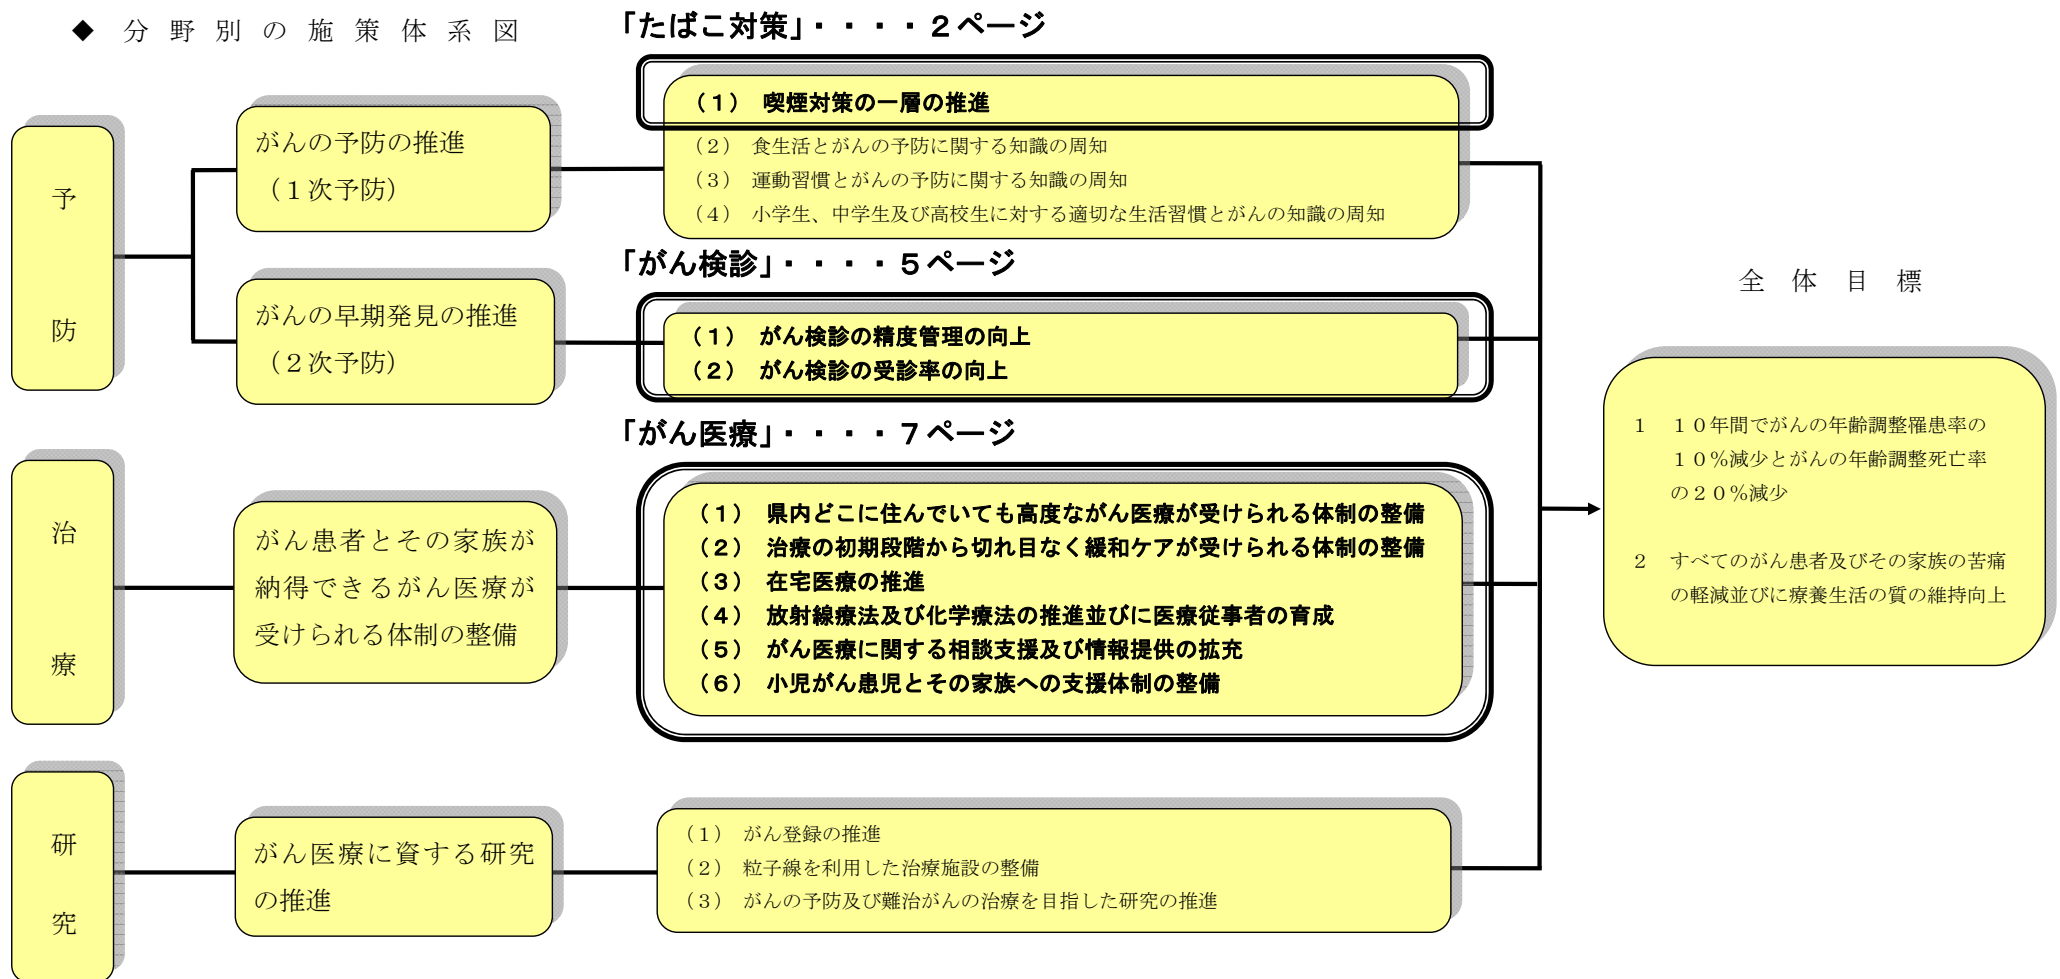 ◆ 分野別の施策体系図
「たばこ対策」・・・・２ページ
予防
がんの予防の推進
（１次予防）
（１） 喫煙対策の一層の推進
（２） 食生活とがんの予防に関する知識の周知
（３） 運動習慣とがんの予防に関する知識の周知
（４） 小学生、中学生及び高校生に対する適切な生活習慣とがんの知識の周知
「がん検診」・・・・５ページ
がんの早期発見の推進
（２次予防）
（１） がん検診の精度管理の向上
（２） がん検診の受診率の向上
「がん医療」・・・・７ページ
治療
がん患者とその家族が
納得できるがん医療が
受けられる体制の整備
（１） 県内どこに住んでいても高度ながん医療が受けられる体制の整備
（２） 治療の初期段階から切れ目なく緩和ケアが受けられる体制の整備
（３） 在宅医療の推進
（４） 放射線療法及び化学療法の推進並びに医療従事者の育成
（５） がん医療に関する相談支援及び情報提供の拡充
（６） 小児がん患児とその家族への支援体制の整備
研究
がん医療に資する研究
の推進
（１） がん登録の推進
（２） 粒子線を利用した治療施設の整備
（３） がんの予防及び難治がんの治療を目指した研究の推進
全体目標
１ １０年間でがんの年齢調整罹患率の
１０％減少とがんの年齢調整死亡率
の２０％減少
２ すべてのがん患者及びその家族の苦痛
の軽減並びに療養生活の質の維持向上